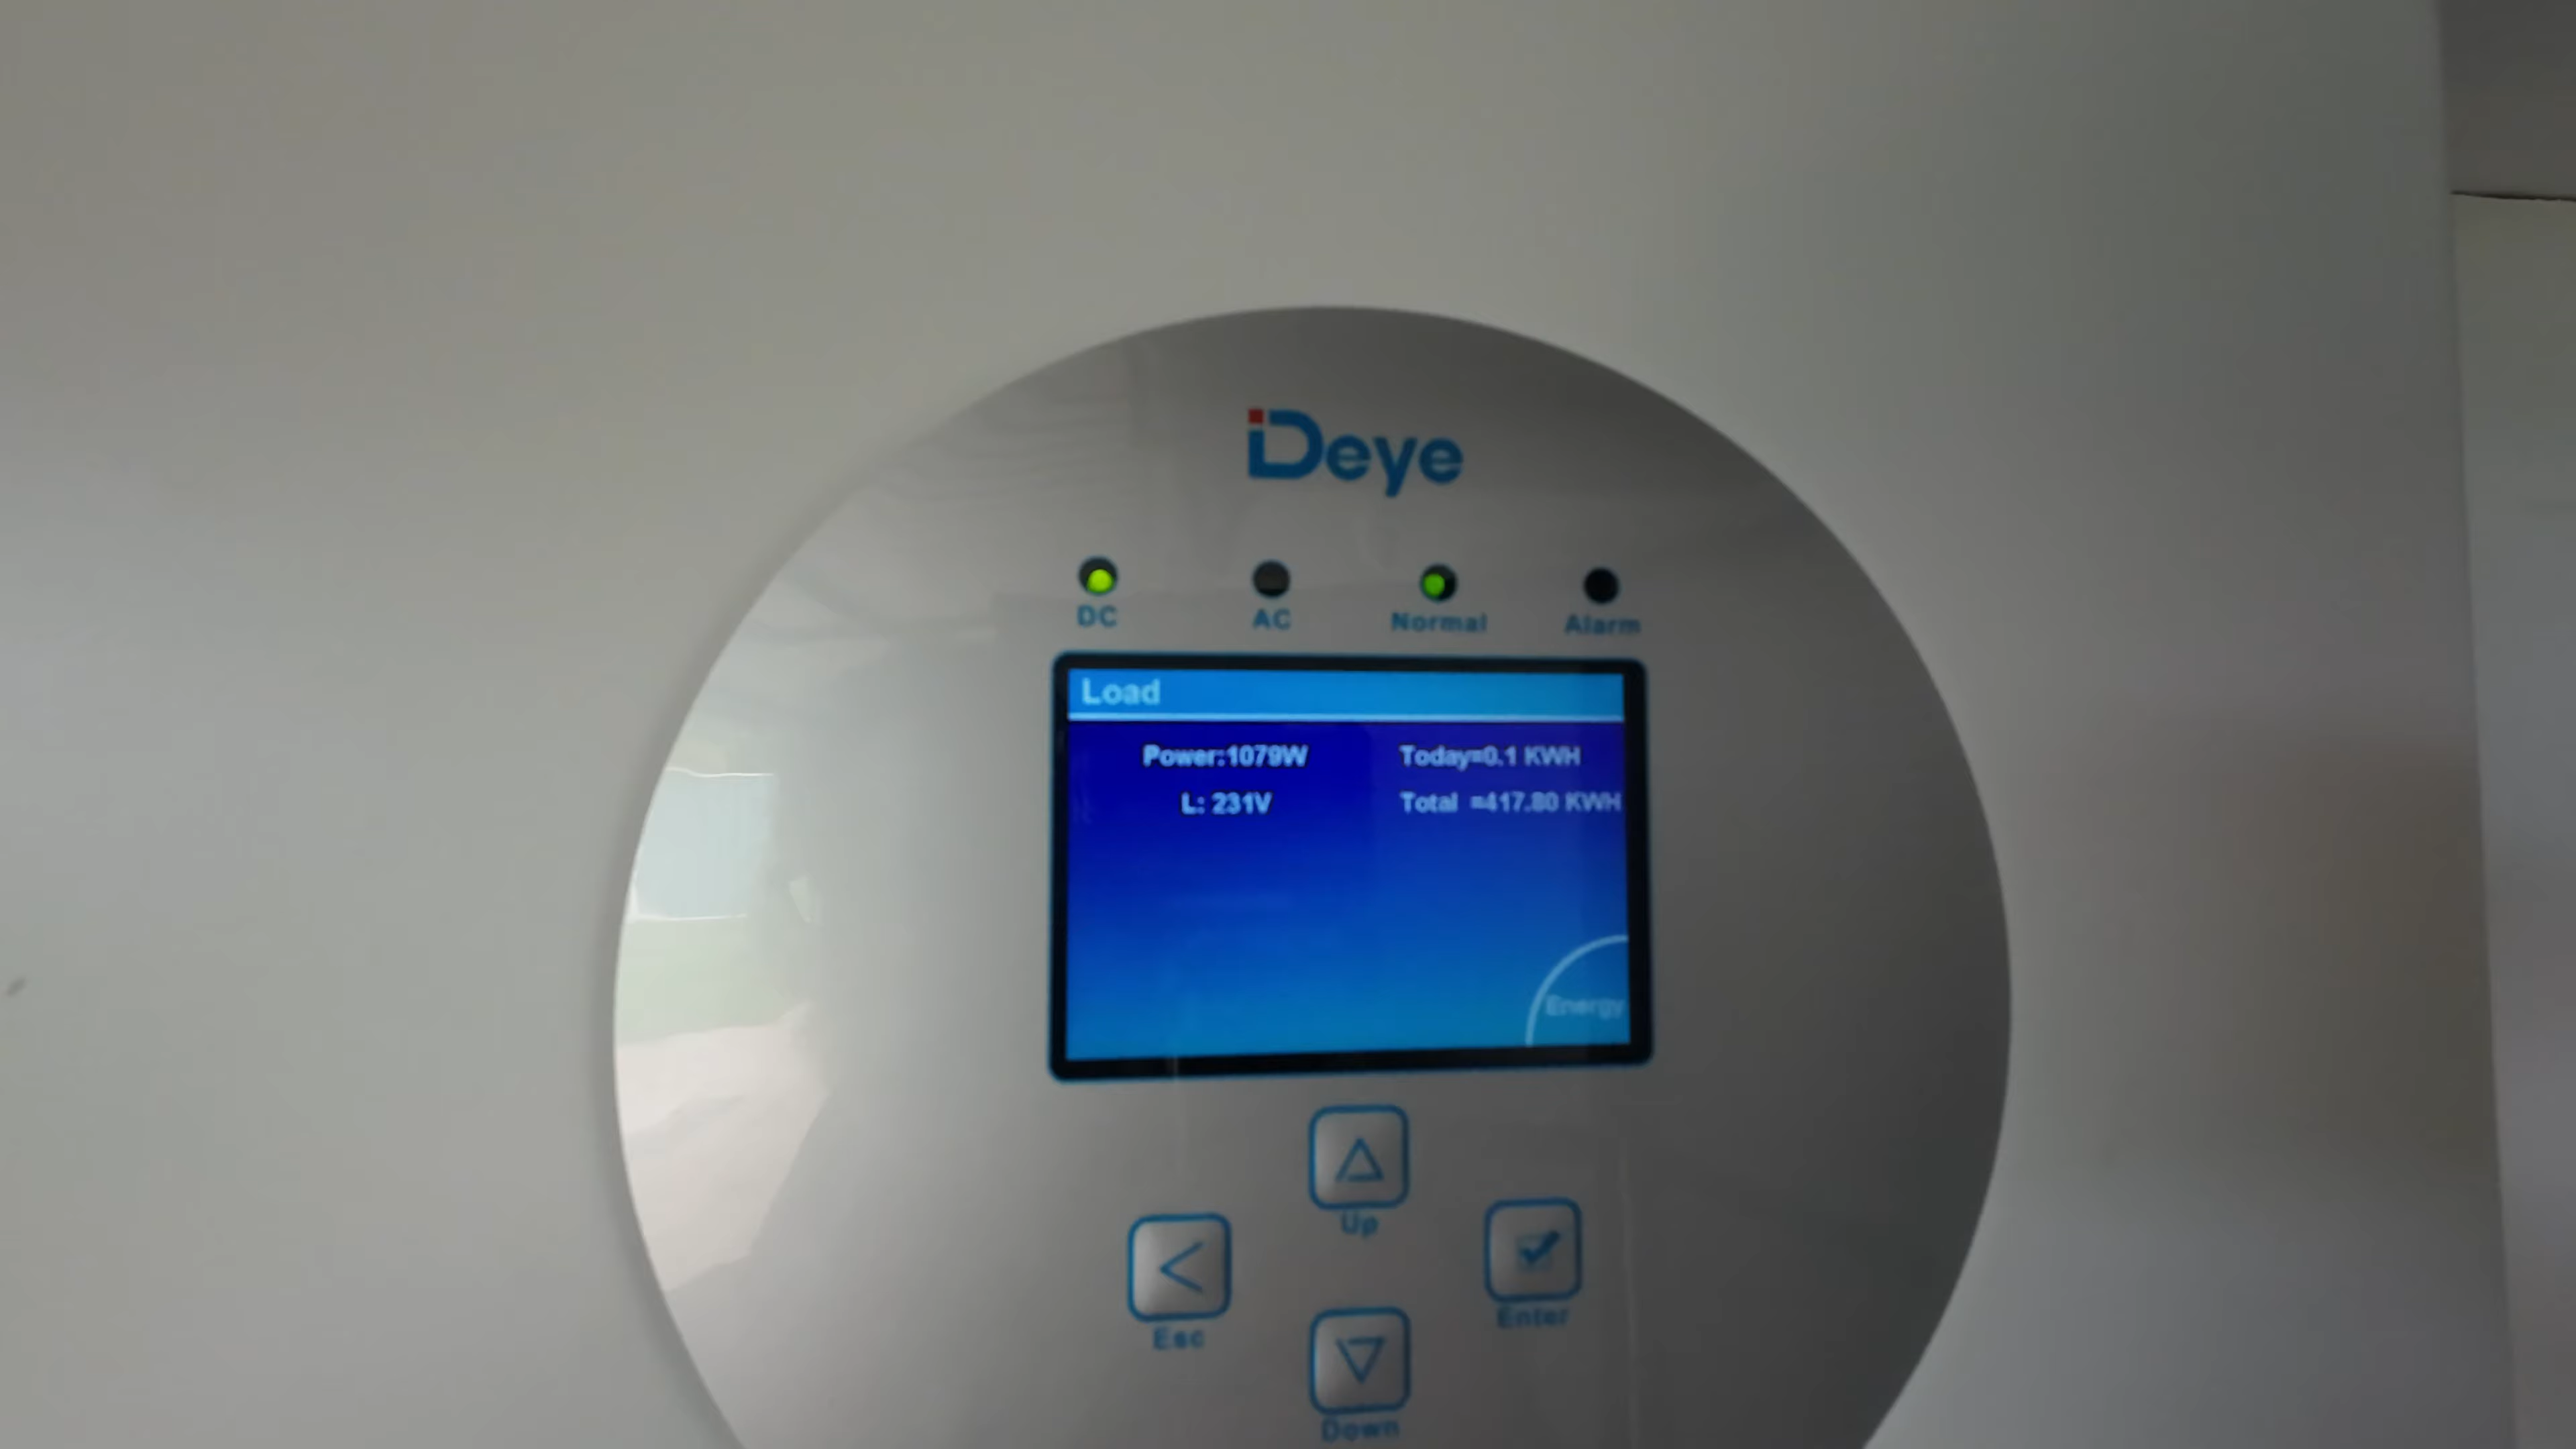 Deye
DC AC Normal Alarm
Load
Power:1079W Today=0.1 KWH
L: 231V Total =417.80 KWH
Energy
Up
Esc Enter
Down